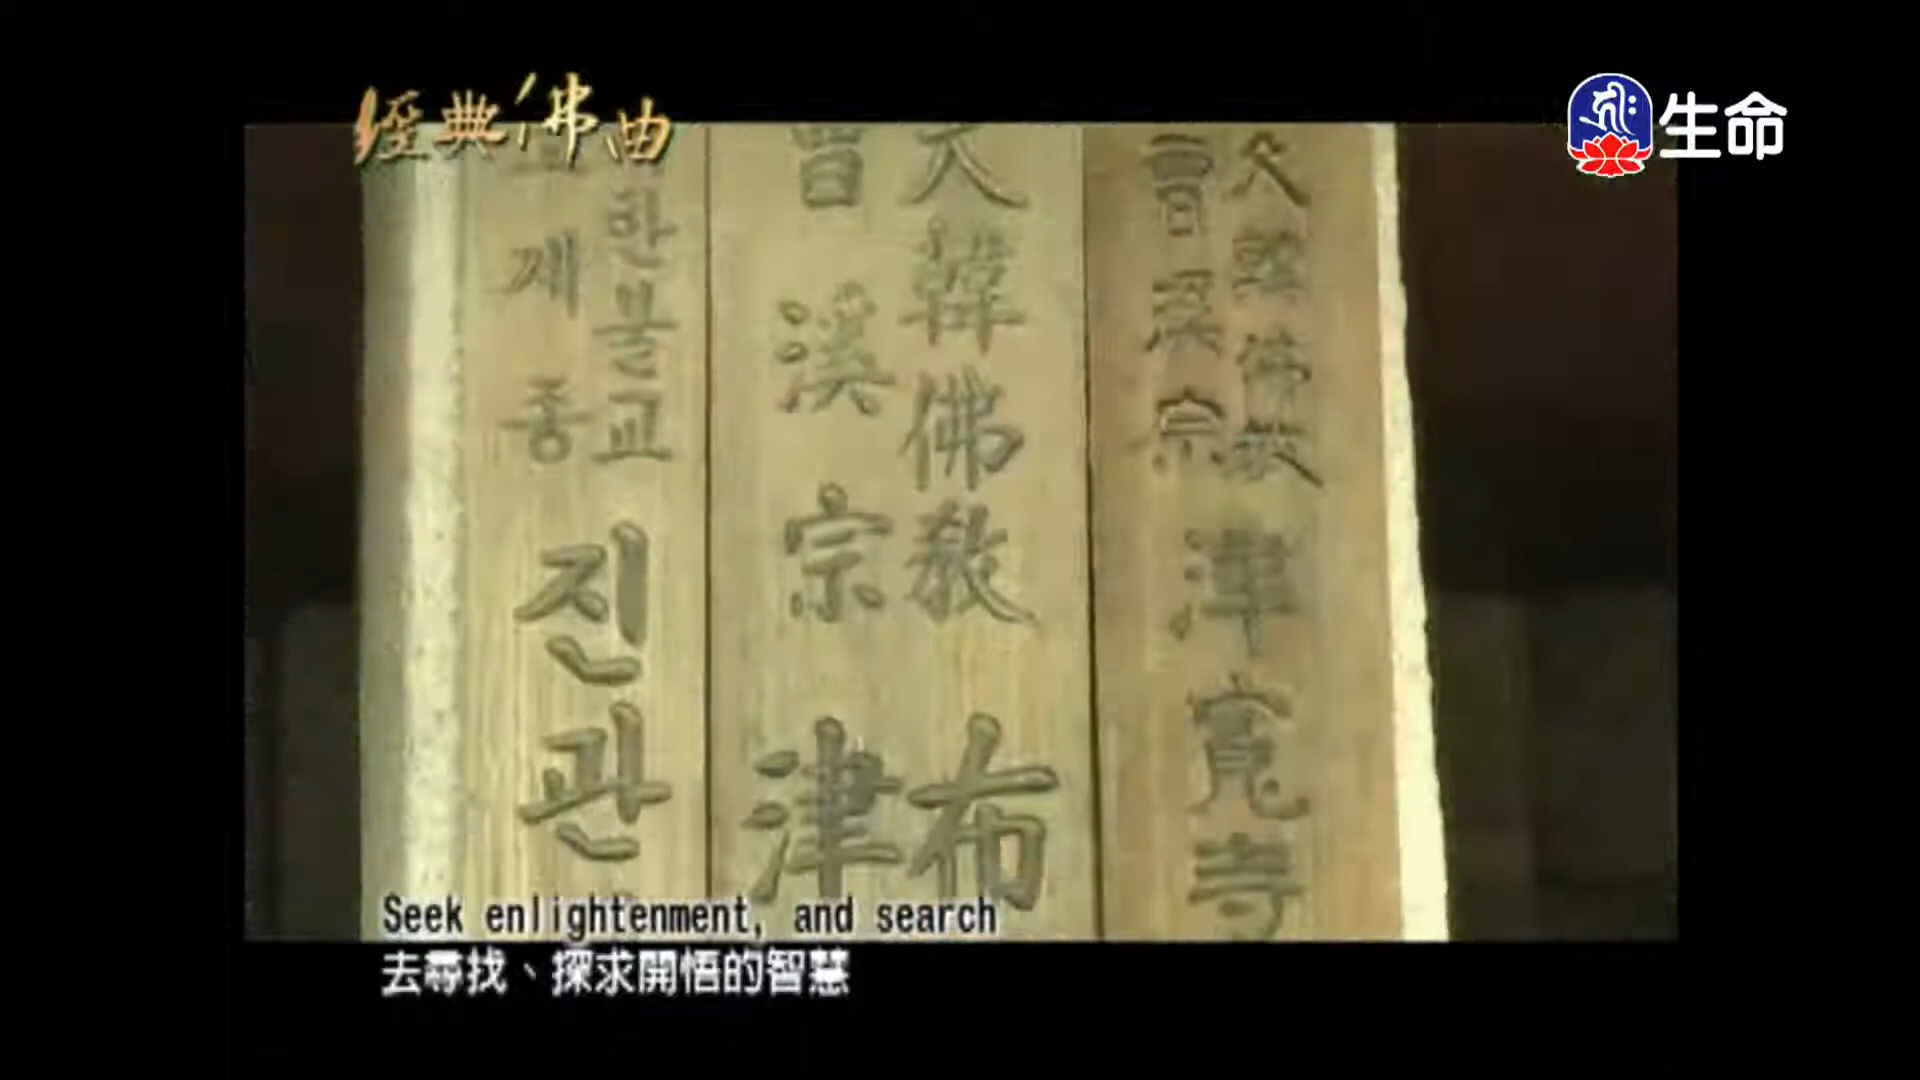 經典佛曲
生命
大韓佛敎
曹溪宗
津寬寺
大韓佛敎
曹溪宗
布
津
한불교
계종
진관
Seek enlightenment, and search
去尋找、探求開悟的智慧